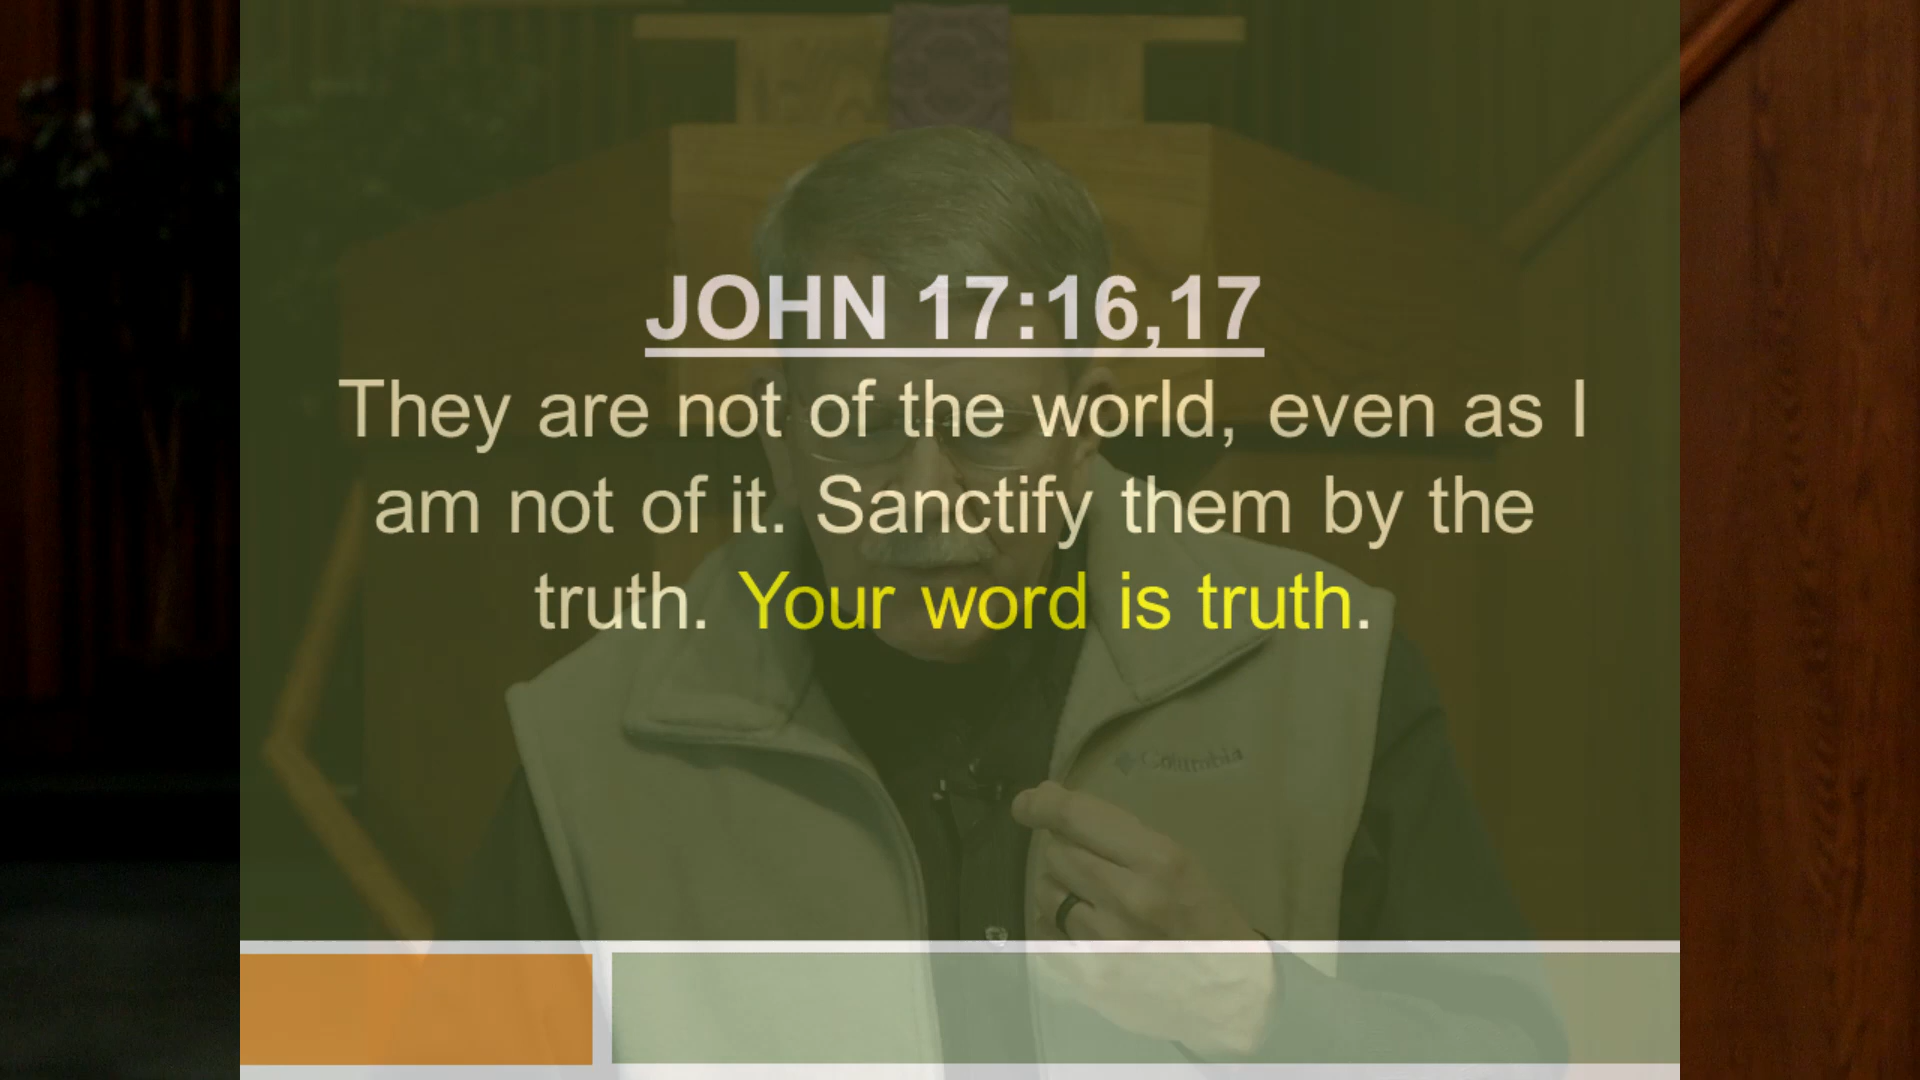 JOHN 17:16,17
They are not of the world, even as I
am not of it. Sanctify them by the
truth. Your word is truth.
Columbia